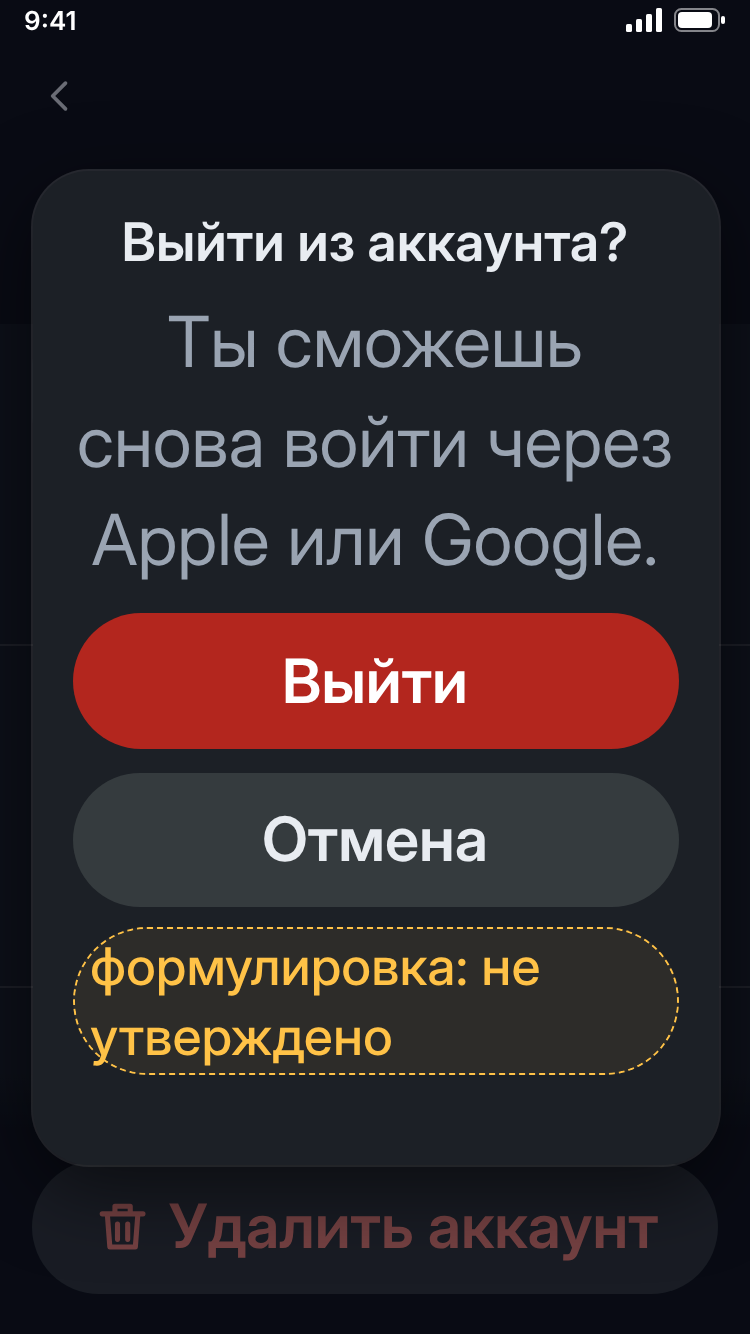 9:41
Выйти из аккаунта?
Ты сможешь
снова войти через
Apple или Google.
Выйти
Отмена
формулировка: не
утверждено
Удалить аккаунт